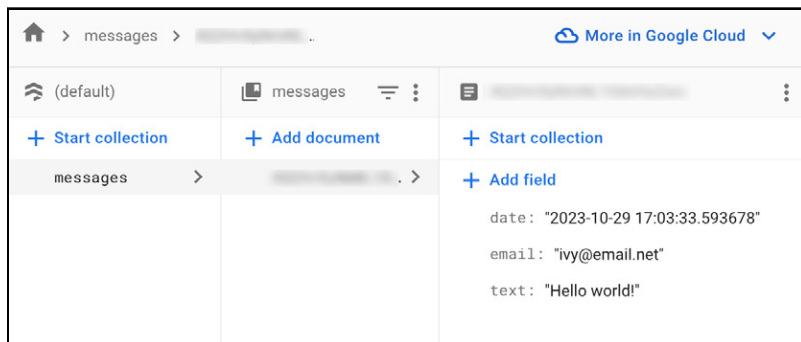 messages ..
More in Google Cloud
(default)
messages
Start collection
Add document
Start collection
messages
.
Add field
date: "2023-10-29 17:03:33.593678"
email: "ivy@email.net"
text: "Hello world!"